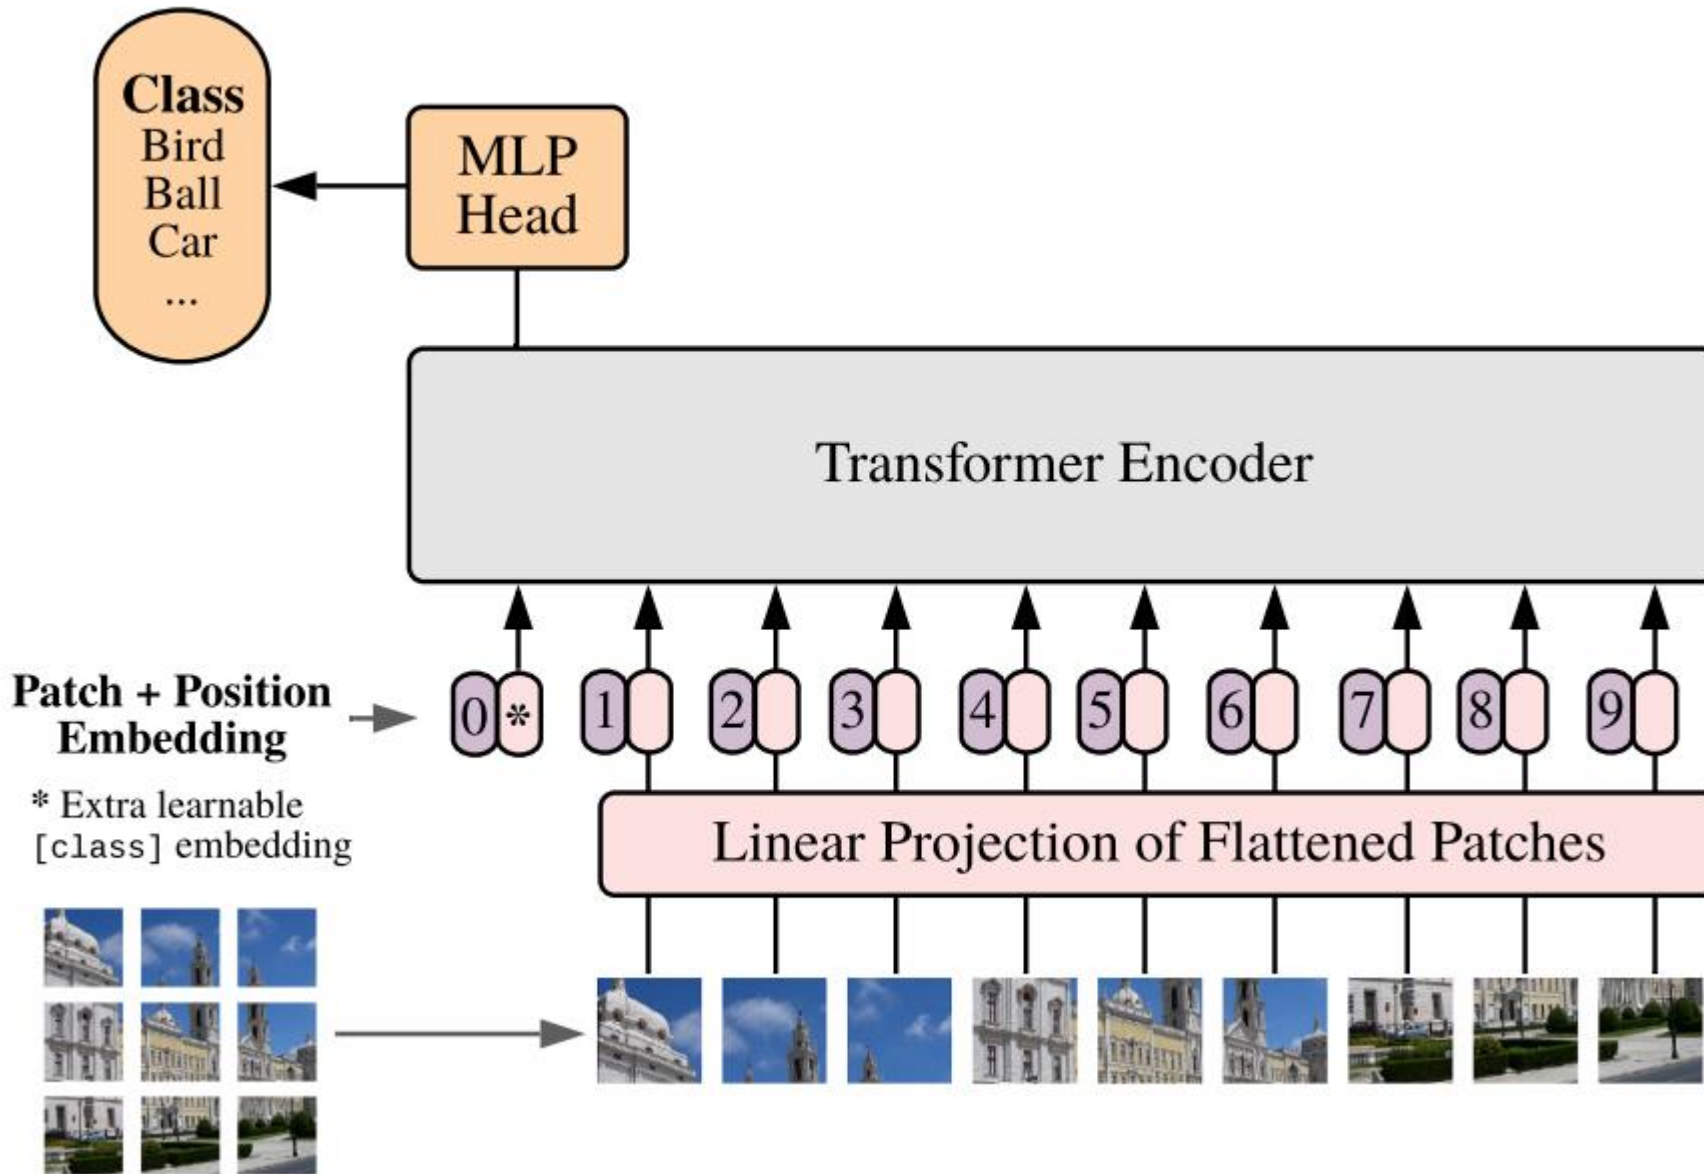 Class
Bird
Ball
Car
...
MLP
Head
Transformer Encoder
Patch + Position
Embedding
0 * 1 2 3 4 5 6 7 8 9
* Extra learnable
[class] embedding
Linear Projection of Flattened Patches